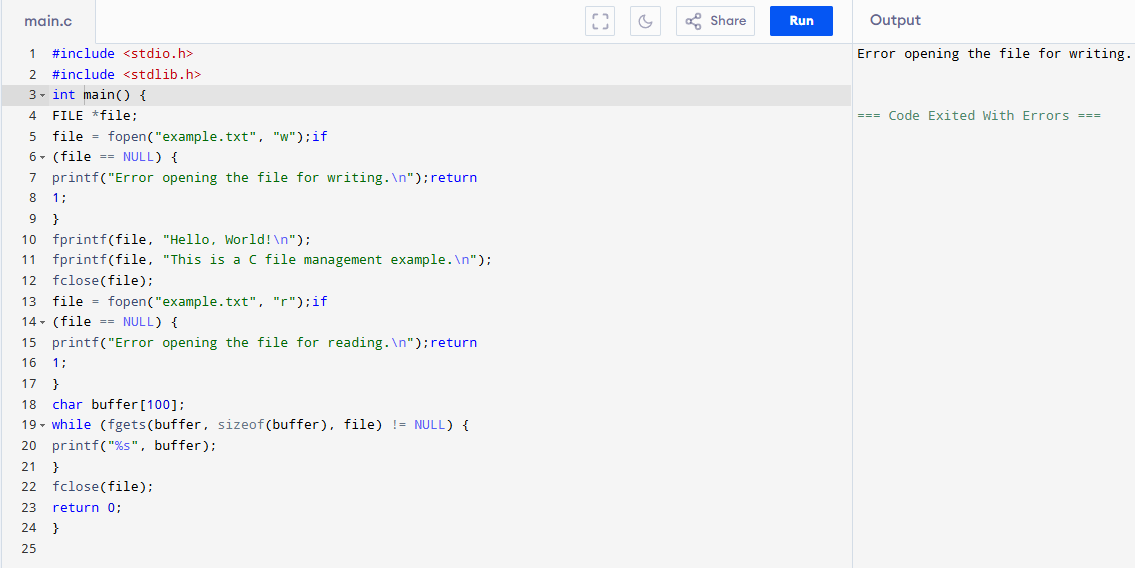 main.c
Share
Run
Output
1 #include <stdio.h>
2 #include <stdlib.h>
3 int main() {
4 FILE *file;
5 file = fopen("example.txt", "w");if
6 (file == NULL) {
7 printf("Error opening the file for writing.\n");return
8 1;
9 }
10 fprintf(file, "Hello, World!\n");
11 fprintf(file, "This is a C file management example.\n");
12 fclose(file);
13 file = fopen("example.txt", "r");if
14 (file == NULL) {
15 printf("Error opening the file for reading.\n");return
16 1;
17 }
18 char buffer[100];
19 while (fgets(buffer, sizeof(buffer), file) != NULL) {
20 printf("%s", buffer);
21 }
22 fclose(file);
23 return 0;
24 }
25
Error opening the file for writing.
=== Code Exited With Errors ===